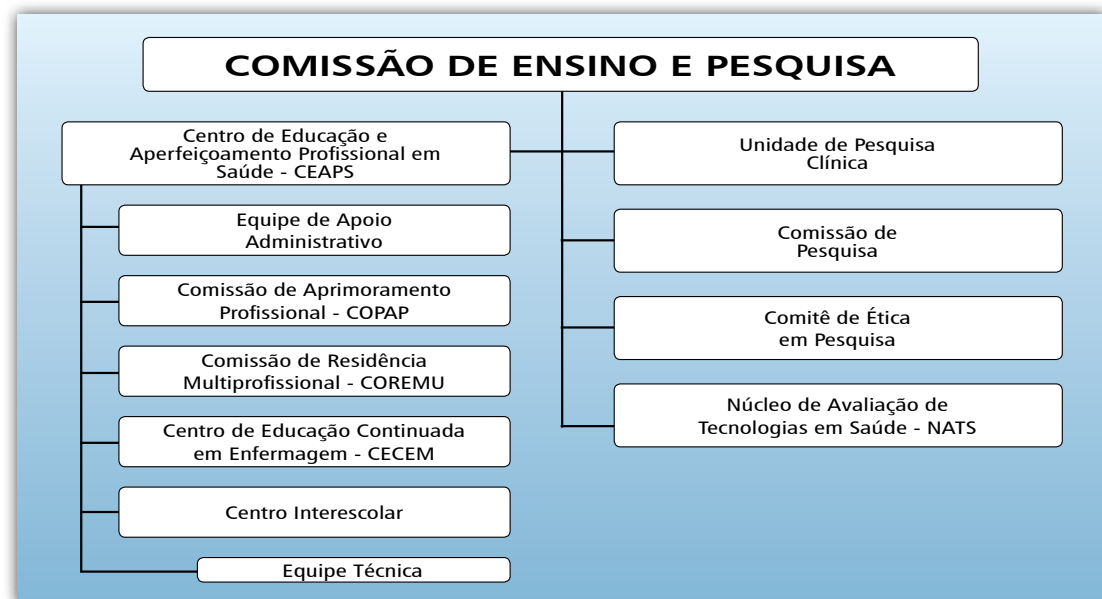 COMISSÃO DE ENSINO E PESQUISA
Centro de Educação e
Aperfeiçoamento Profissional em
Saúde - CEAPS
Equipe de Apoio
Administrativo
Comissão de Aprimoramento
Profissional - COPAP
Comissão de Residência
Multiprofissional - COREMU
Centro de Educação Continuada
em Enfermagem - CECEM
Centro Interescolar
Equipe Técnica
Unidade de Pesquisa
Clínica
Comissão de
Pesquisa
Comitê de Ética
em Pesquisa
Núcleo de Avaliação de
Tecnologias em Saúde - NATS